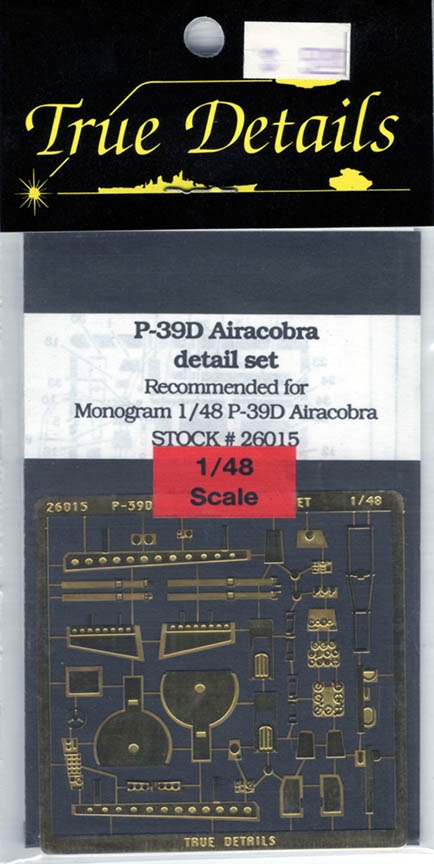 True Details
P-39D Airacobra
detail set
Recommended for
Monogram 1/48 P-39D Airacobra
STOCK # 26015
1/48
Scale
26015 P-39D ET 1/48
TRUE DETAILS